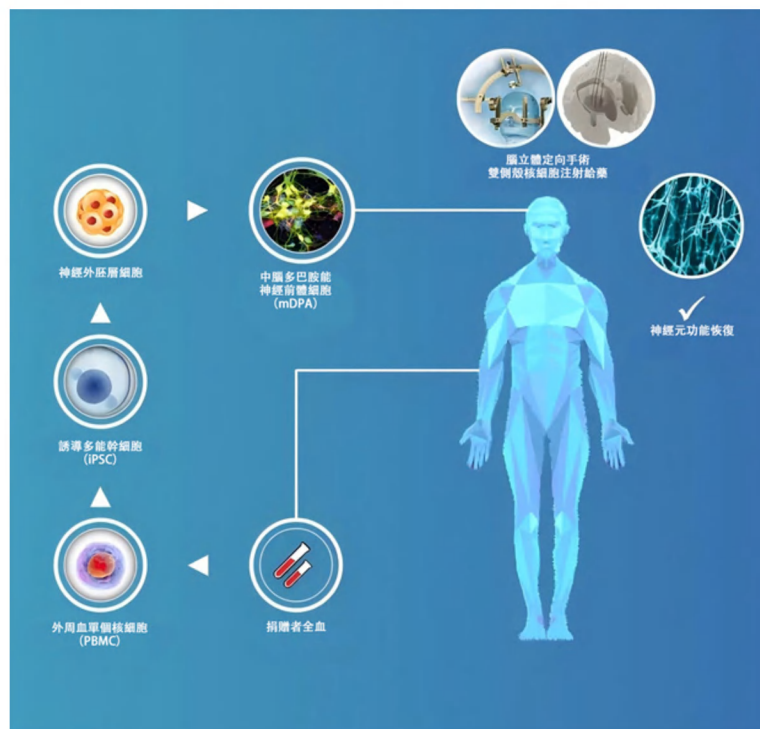 腦立體定向手術
雙側殼核細胞注射給藥
神經外胚層細胞
中腦多巴胺能
神經前體細胞
(mDPA)
神經元功能恢復
誘導多能幹細胞
(iPSC)
外周血單個核細胞
(PBMC)
捐贈者全血